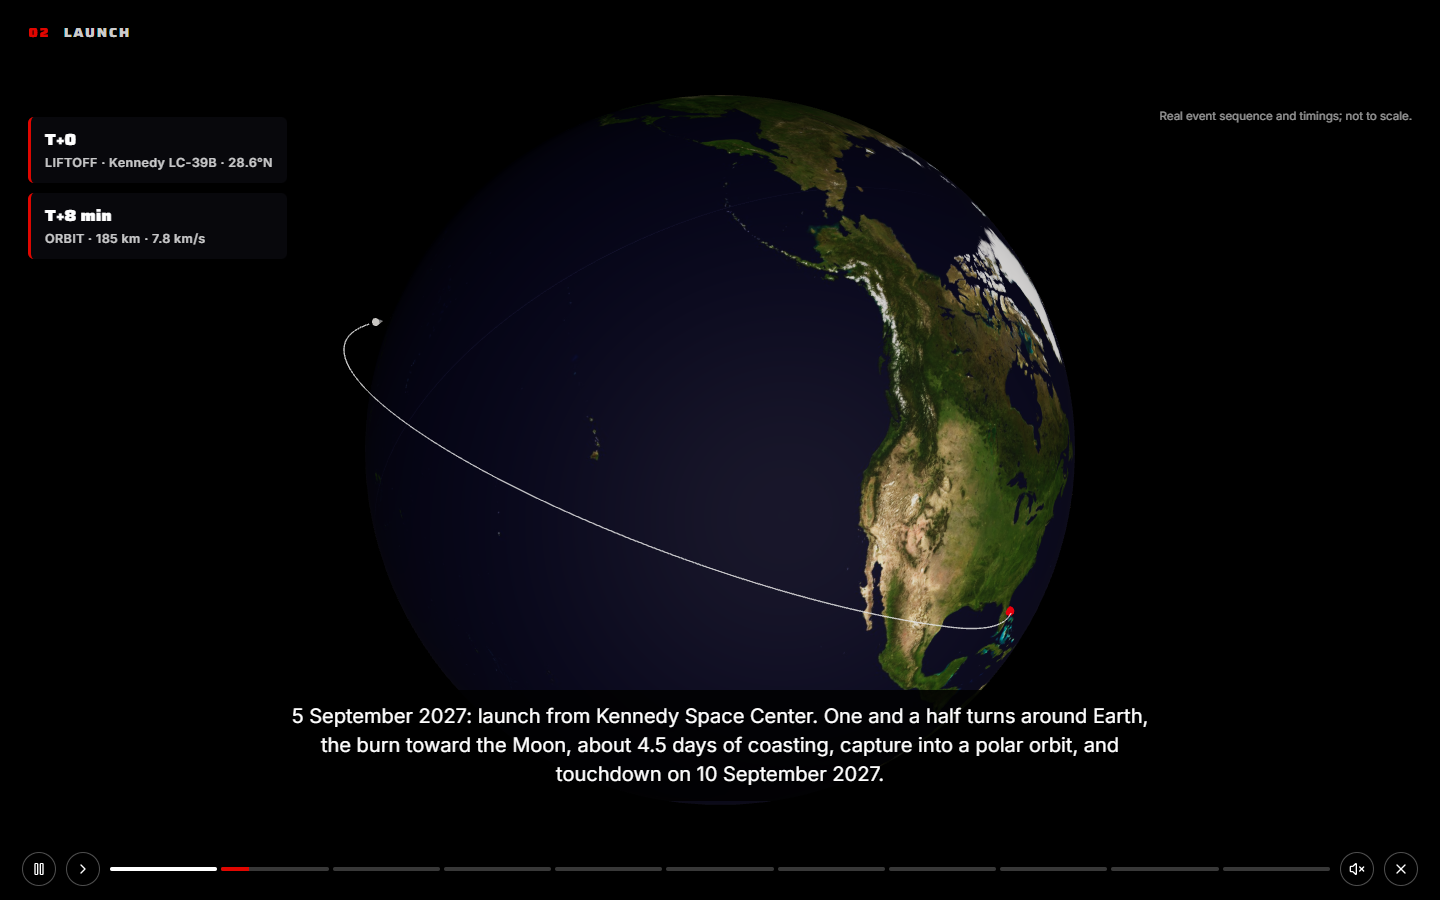 02 LAUNCH
Real event sequence and timings; not to scale.
T+0
LIFTOFF · Kennedy LC-39B · 28.6°N
T+8 min
ORBIT · 185 km · 7.8 km/s
5 September 2027: launch from Kennedy Space Center. One and a half turns around Earth,
the burn toward the Moon, about 4.5 days of coasting, capture into a polar orbit, and
touchdown on 10 September 2027.